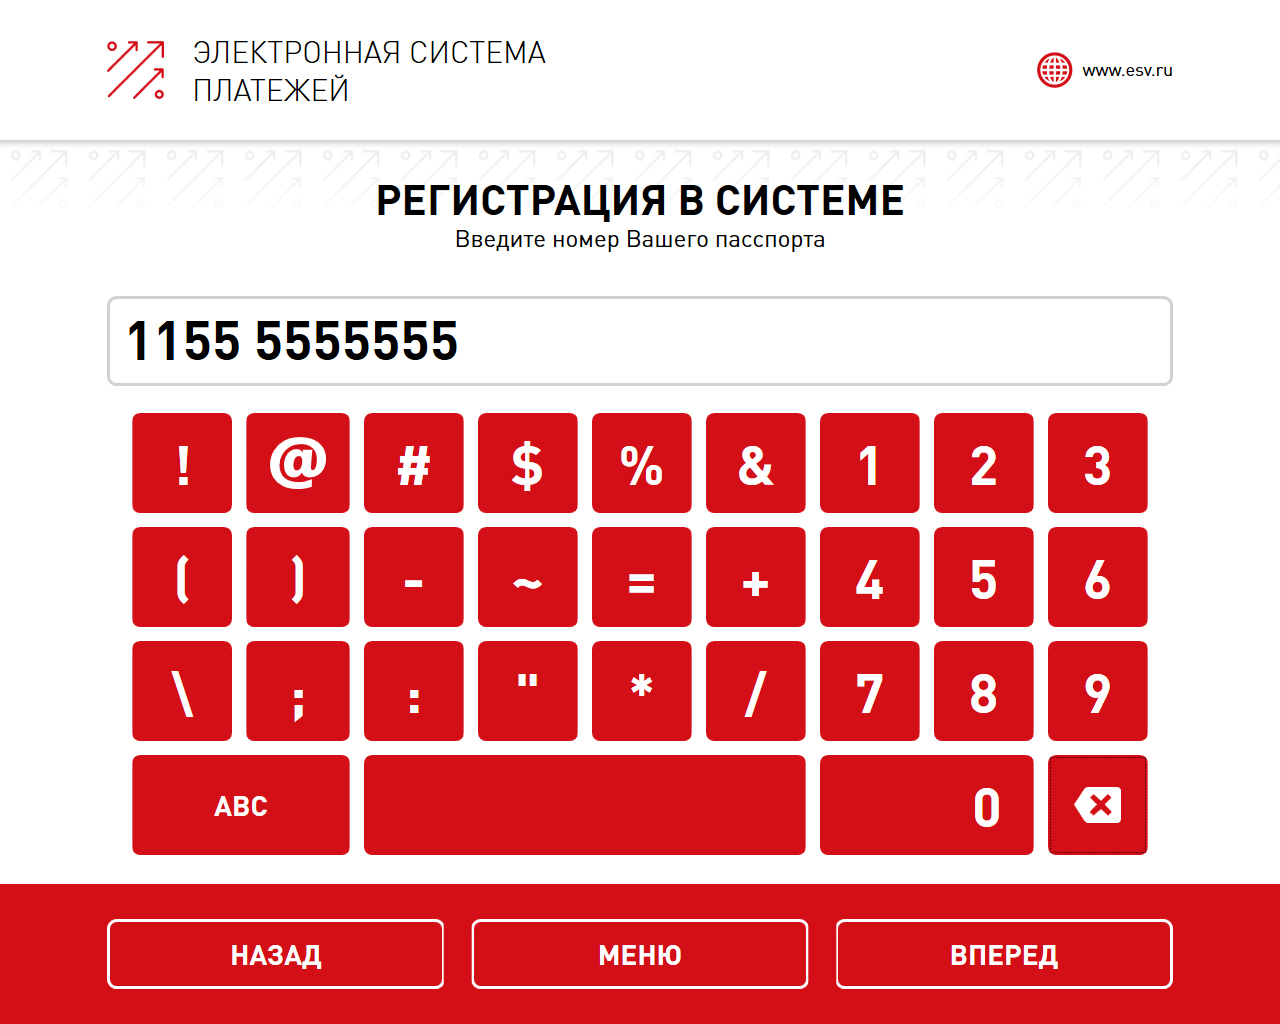 ЭЛЕКТРОННАЯ СИСТЕМА
ПЛАТЕЖЕЙ
www.esv.ru
РЕГИСТРАЦИЯ В СИСТЕМЕ
Введите номер Вашего пасспорта
1155 5555555
! @ # $ % & 1 2 3
( ) - ~ = + 4 5 6
\ ; : " * / 7 8 9
ABC 0
НАЗАД МЕНЮ ВПЕРЕД